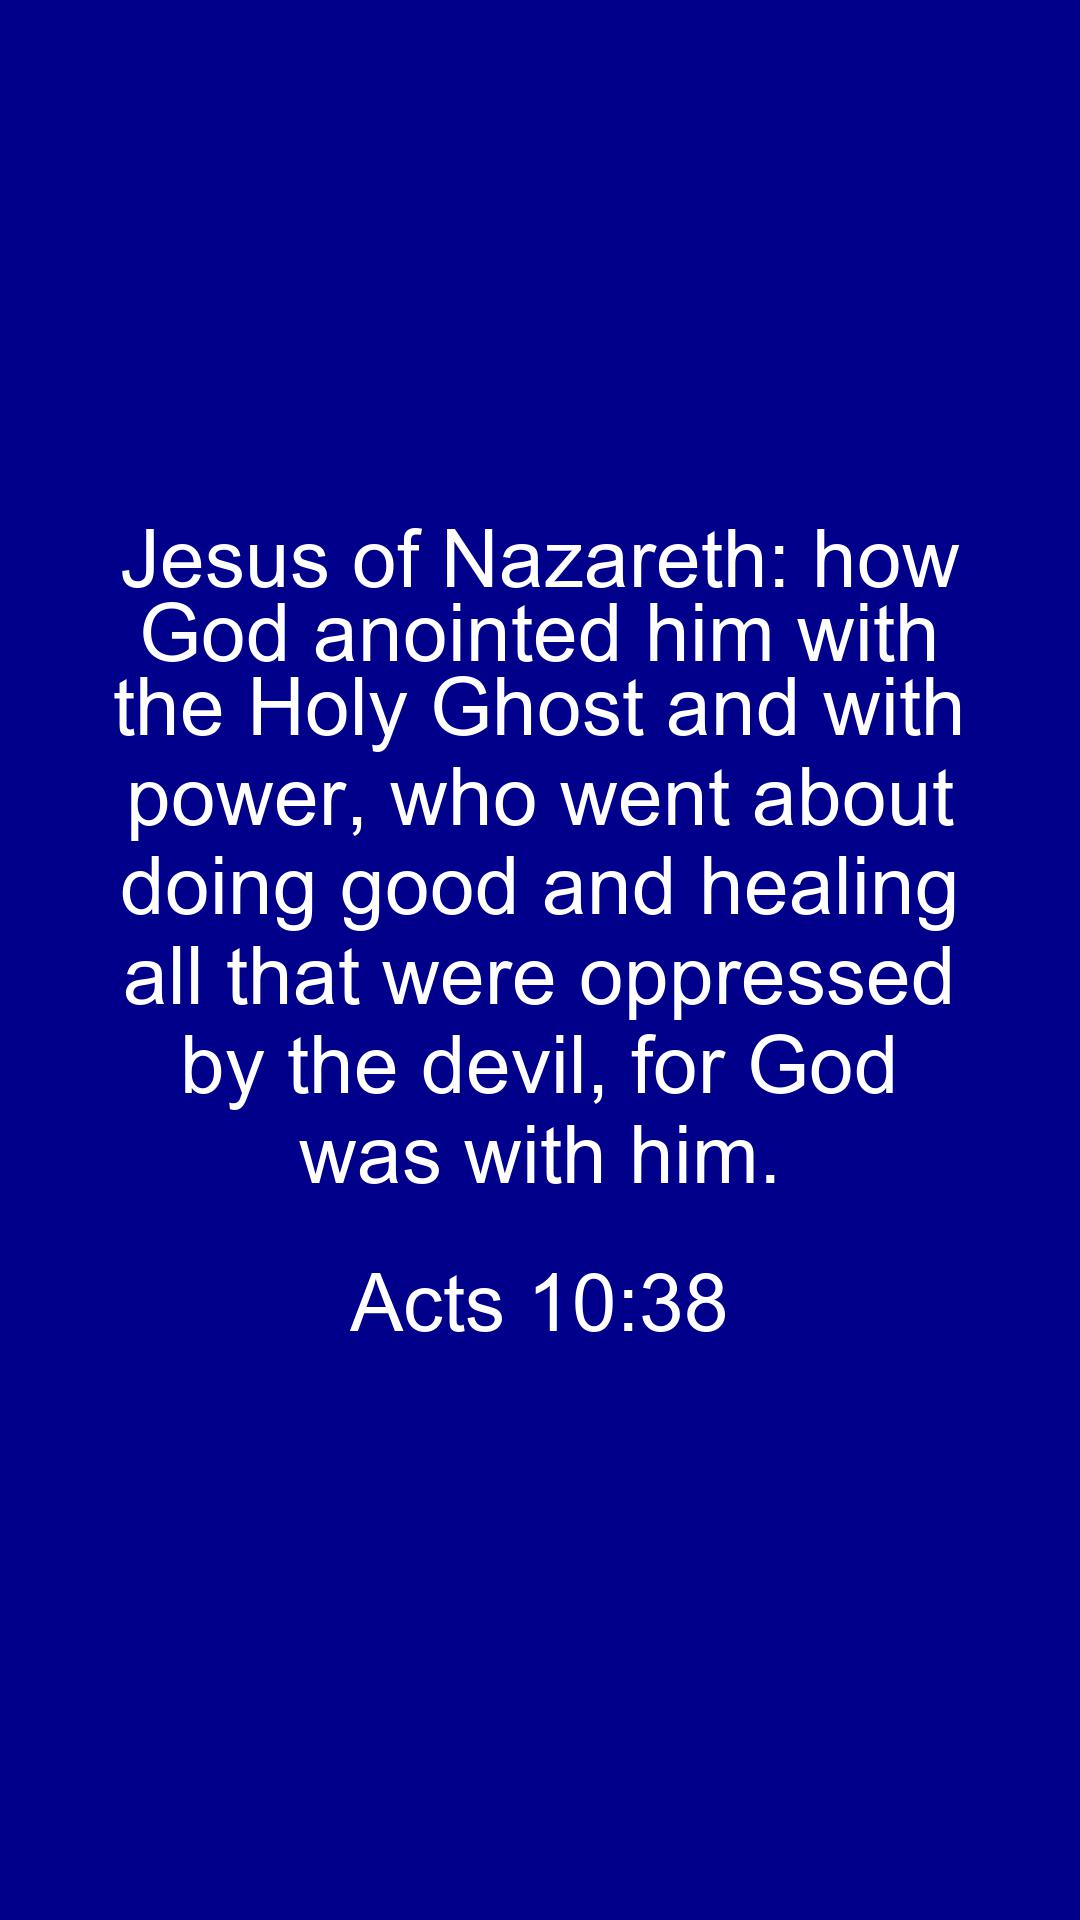 Jesus of Nazareth: how
God anointed him with
the Holy Ghost and with
power, who went about
doing good and healing
all that were oppressed
by the devil, for God
was with him.
Acts 10:38